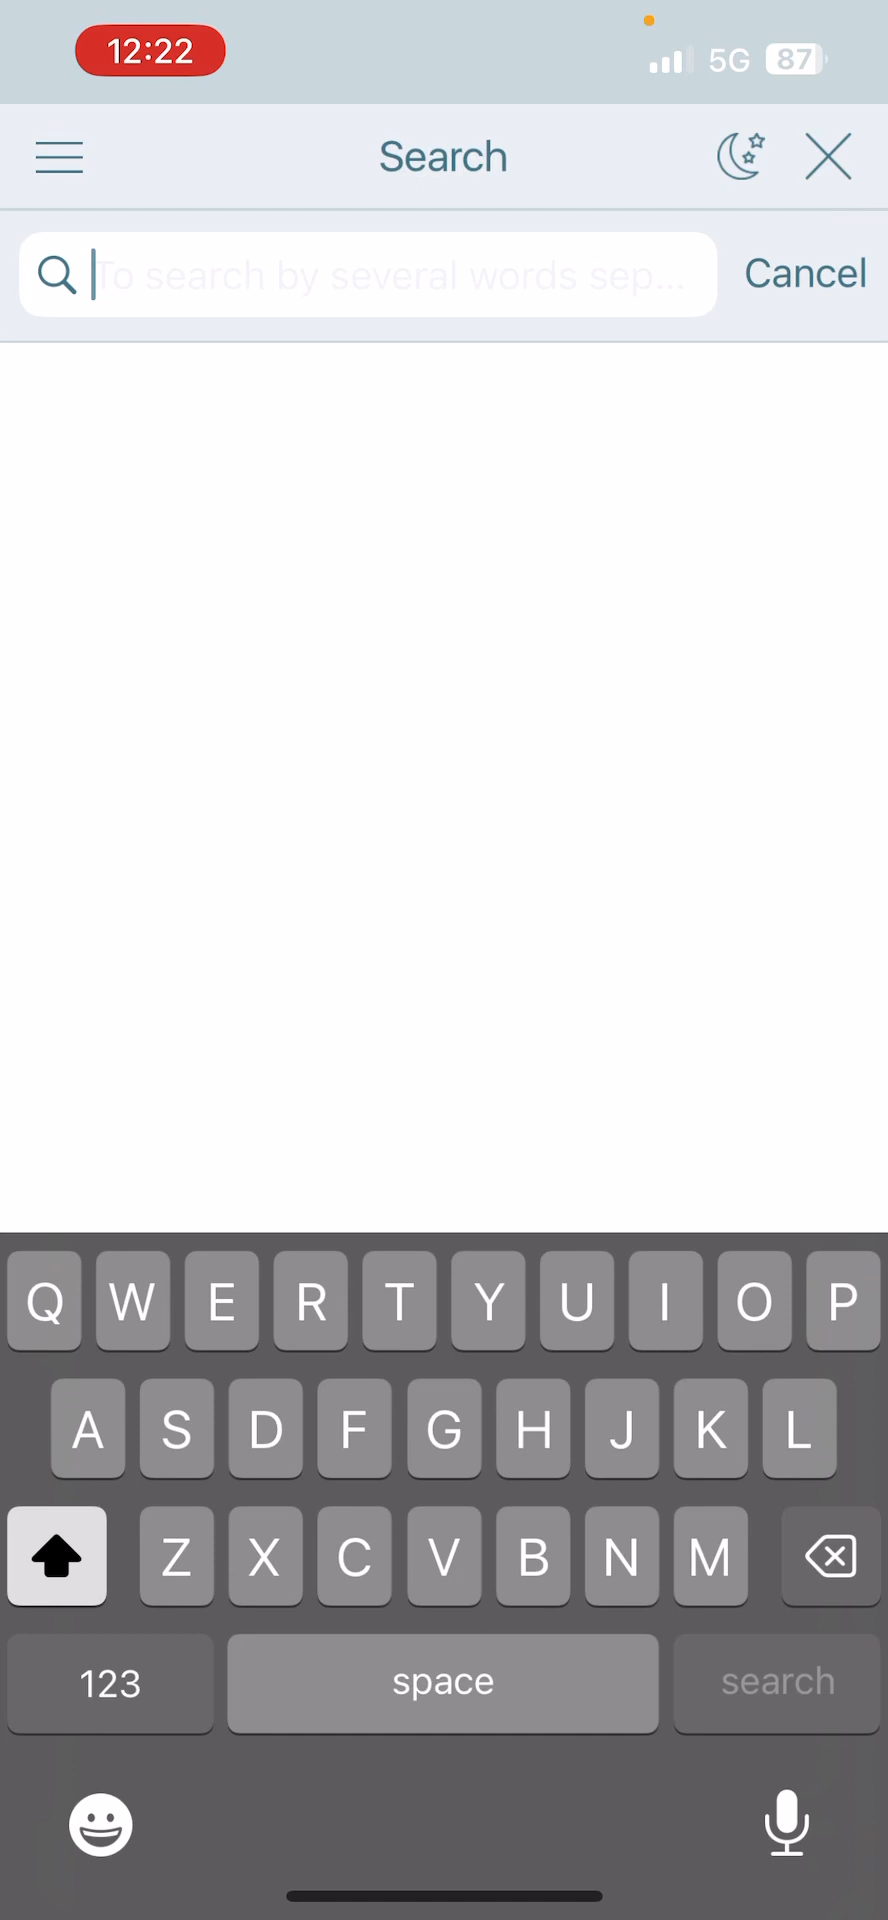 12:22
5G 87
Search
To search by several words sep...
Cancel
Q W E R T Y U I O P
A S D F G H J K L
Z X C V B N M
123 space search